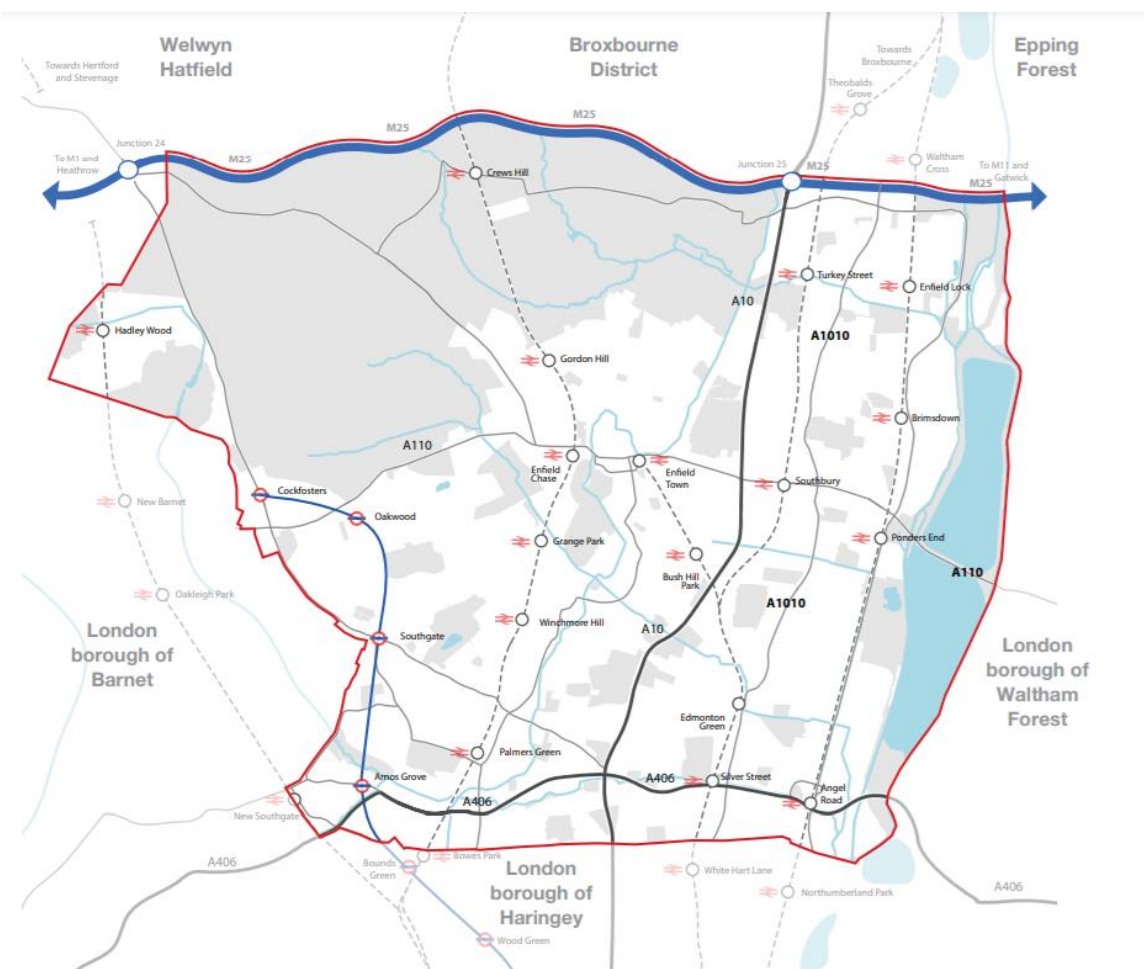 Welwyn
Hatfield
Broxbourne
District
Epping
Forest
Towards Hertford
and Stevenage
Towards
Broxbourne
Theobalds
Grove
M25
M25
Junction 24
To M1 and
Heathrow
M25
Crews Hill
Junction 25
M25
Waltham
Cross
To M11 and
Gatwick
M25
Turkey Street
Enfield Lock
A10
A1010
Hadley Wood
Gordon Hill
Brimsdown
A110
Enfield
Chase
Enfield
Town
Southbury
Cockfosters
New Barnet
Oakwood
Grange Park
Ponders End
Bush Hill
Park
A110
Oakleigh Park
A1010
Winchmore Hill
A10
Southgate
London
borough of
Barnet
London
borough of
Waltham
Forest
Edmonton
Green
Palmers Green
Arnos Grove
A406
Silver Street
Angel
Road
New Southgate
A406
A406
Bounds
Green
Bowes Park
London
borough of
Haringey
White Hart Lane
Northumberland Park
A406
Wood Green